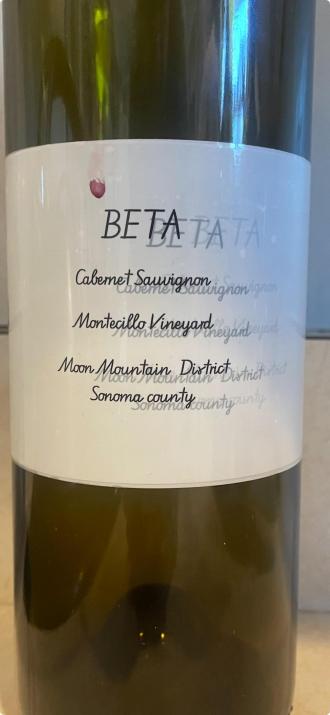 BETA
Cabernet Sauvignon
Montecillo Vineyard
Moon Mountain District
Sonoma county